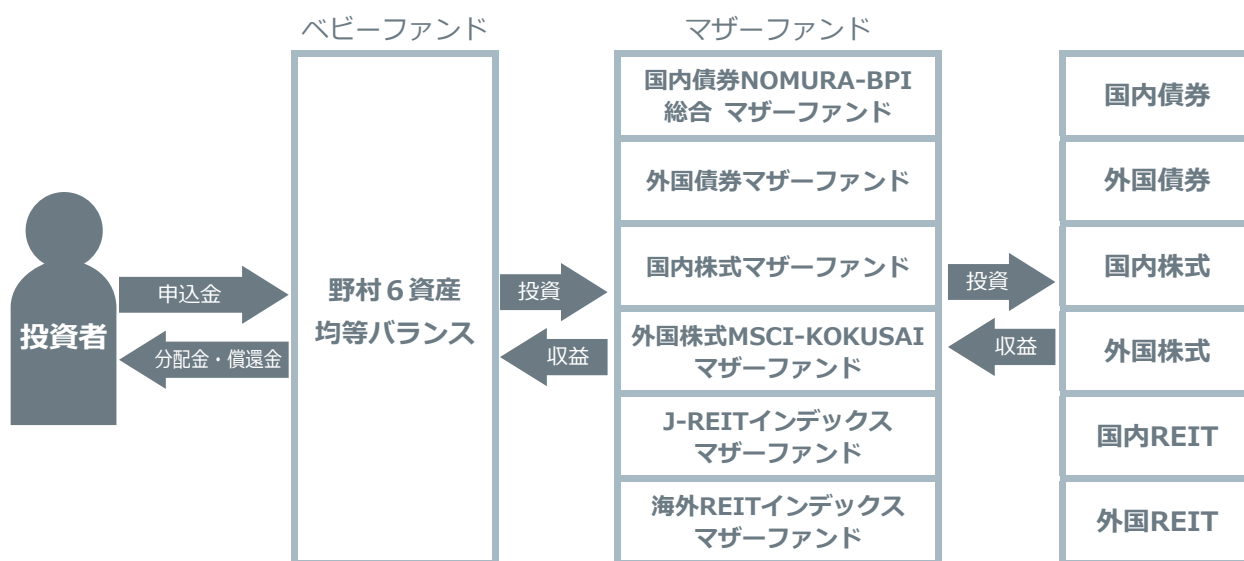 ベビーファンド
マザーファンド
投資者
申込金
分配金・償還金
野村６資産
均等バランス
投資
収益
国内債券NOMURA-BPI
総合 マザーファンド
外国債券マザーファンド
国内株式マザーファンド
外国株式MSCI-KOKUSAI
マザーファンド
J-REITインデックス
マザーファンド
海外REITインデックス
マザーファンド
投資
収益
国内債券
外国債券
国内株式
外国株式
国内REIT
外国REIT